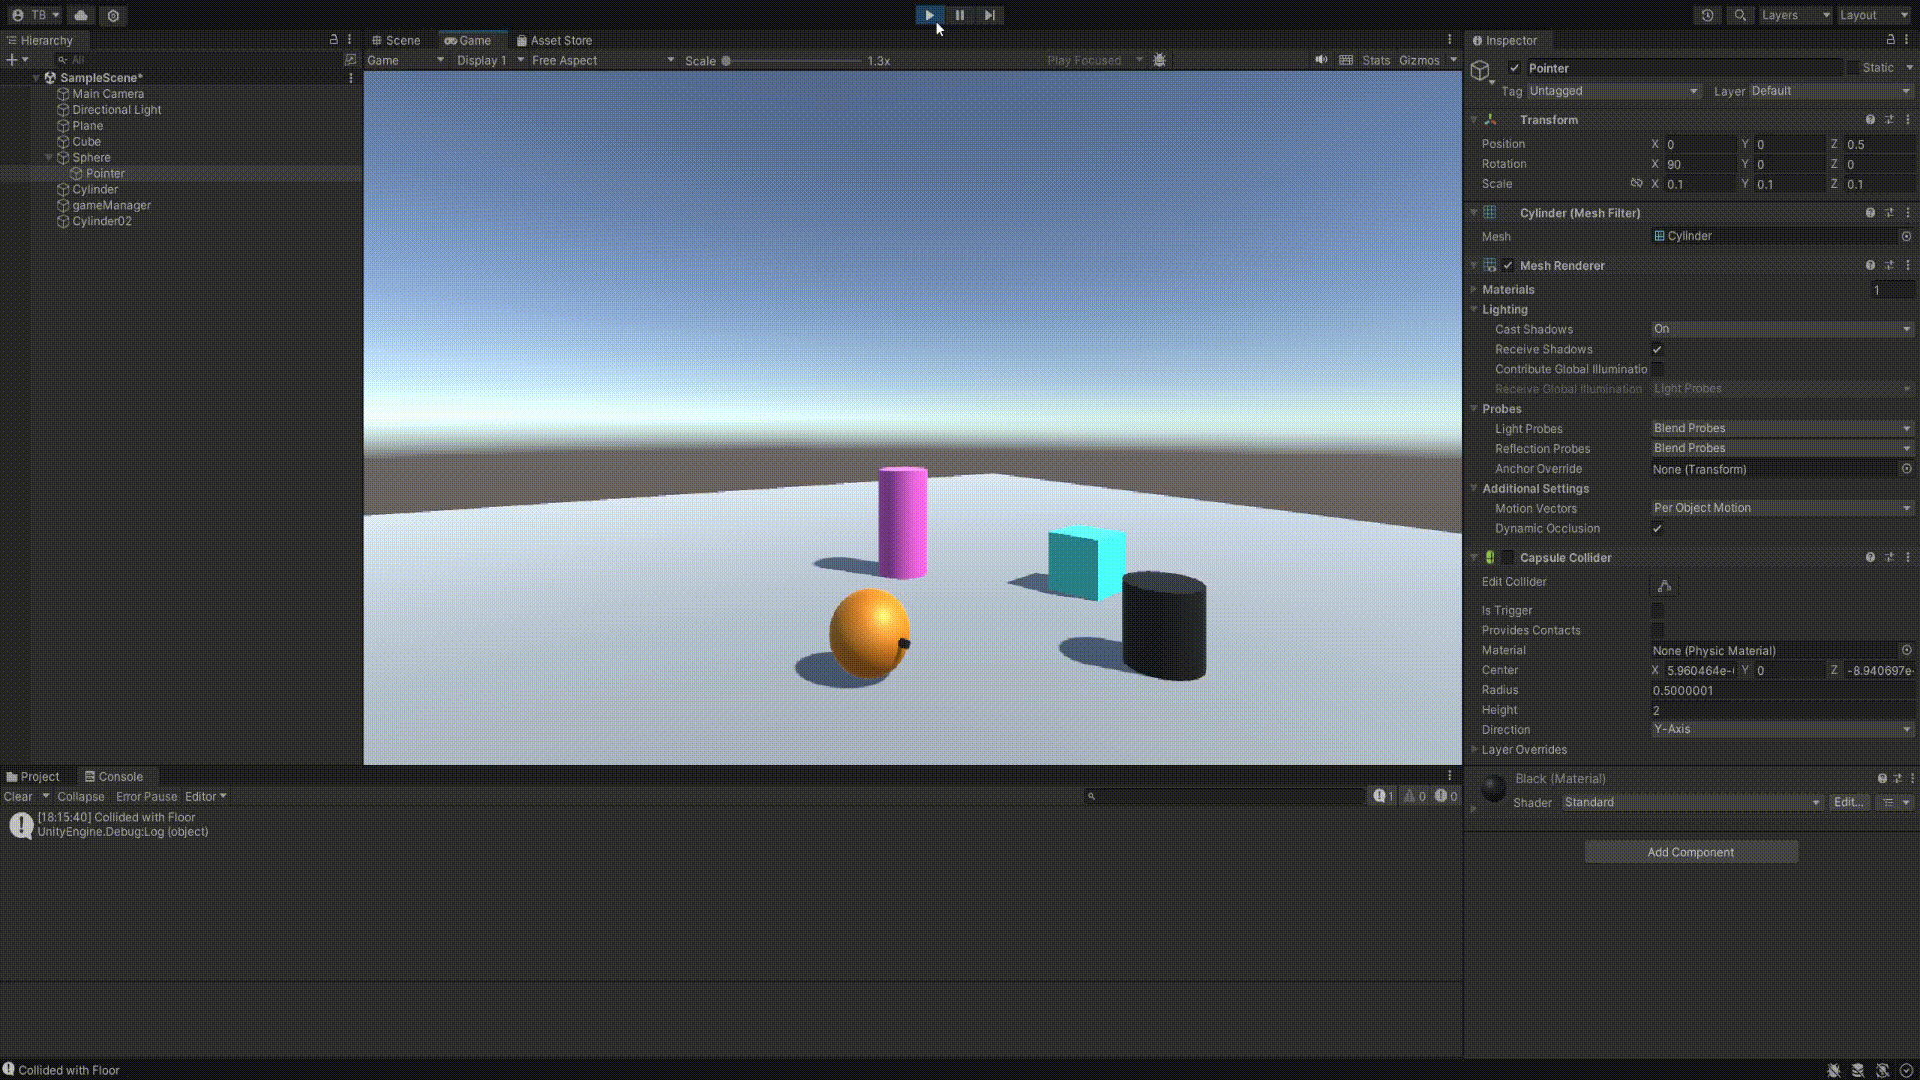 TB
Layers
Layout
Hierarchy
Scene
Game
Asset Store
Inspector
All
Game
Display 1
Free Aspect
Scale
1.3x
Play Focused
Stats
Gizmos
SampleScene*
Main Camera
Directional Light
Plane
Cube
Sphere
Pointer
Cylinder
gameManager
Cylinder02
Pointer
Static
Tag Untagged Layer Default
Transform
Position X 0 Y 0 Z 0.5
Rotation X 90 Y 0 Z 0
Scale X 0.1 Y 0.1 Z 0.1
Cylinder (Mesh Filter)
Mesh Cylinder
Mesh Renderer
Materials 1
Lighting
Cast Shadows On
Receive Shadows
Contribute Global Illuminatio
Receive Global Illumination Light Probes
Probes
Light Probes Blend Probes
Reflection Probes Blend Probes
Anchor Override None (Transform)
Additional Settings
Motion Vectors Per Object Motion
Dynamic Occlusion
Capsule Collider
Edit Collider
Is Trigger
Provides Contacts
Material None (Physic Material)
Center X 5.960464e- Y 0 Z -8.940697e-
Radius 0.5000001
Height 2
Direction Y-Axis
Layer Overrides
Black (Material)
Shader Standard Edit...
Add Component
Project
Console
Clear
Collapse
Error Pause
Editor
1
0
0
[18:15:40] Collided with Floor
UnityEngine.Debug:Log (object)
Collided with Floor